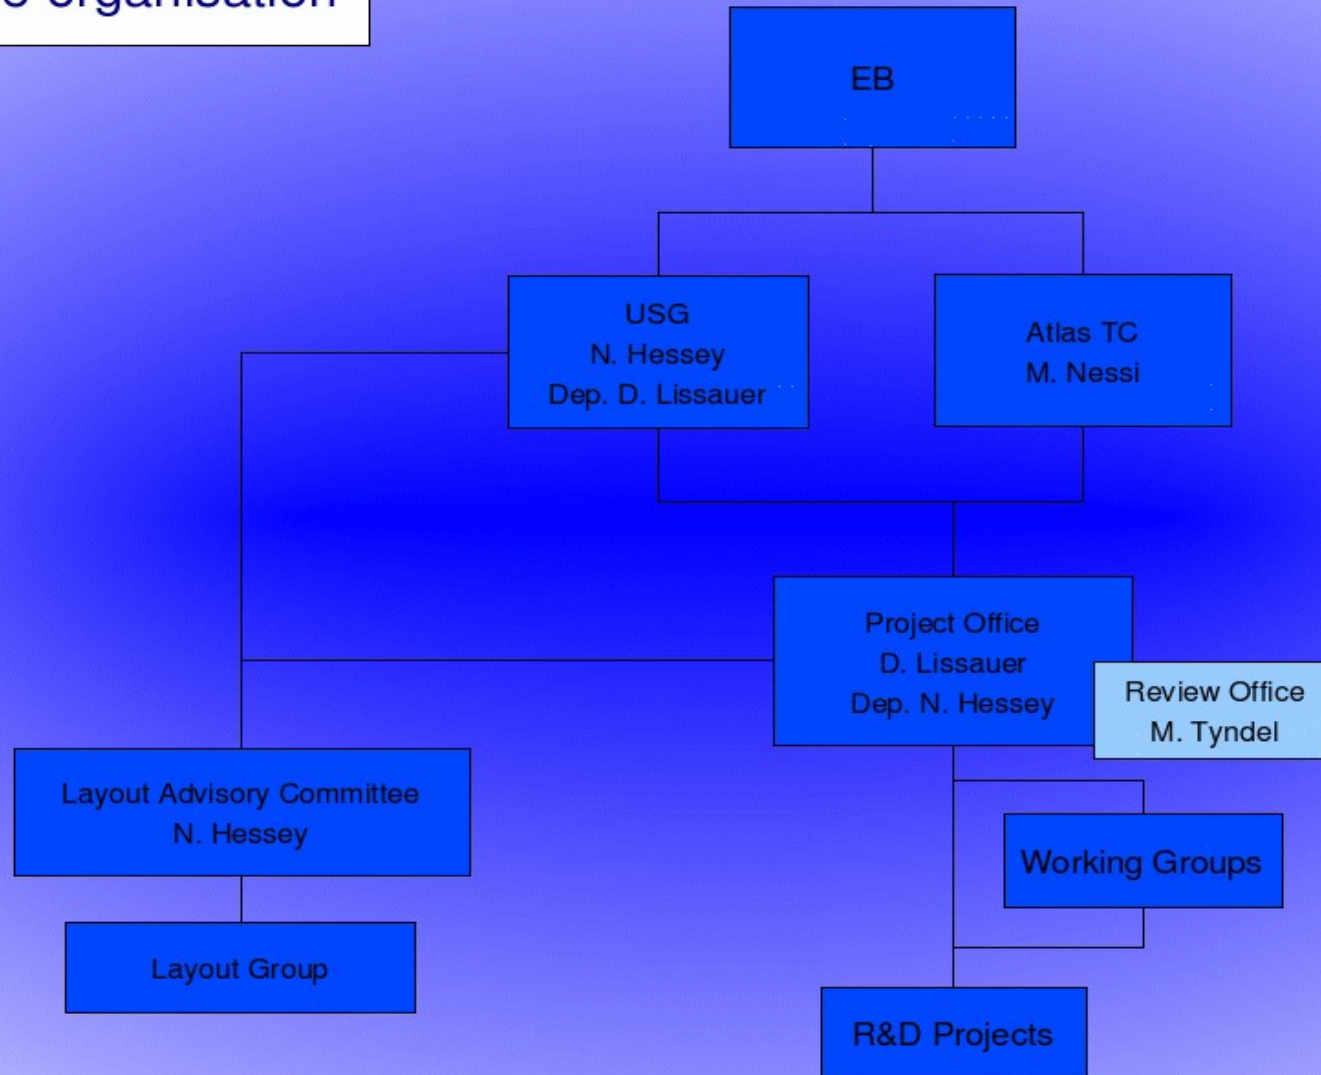 organisation
EB
USG
N. Hessey
Dep. D. Lissauer
Atlas TC
M. Nessi
Project Office
D. Lissauer
Dep. N. Hessey
Review Office
M. Tyndel
Layout Advisory Committee
N. Hessey
Working Groups
Layout Group
R&D Projects